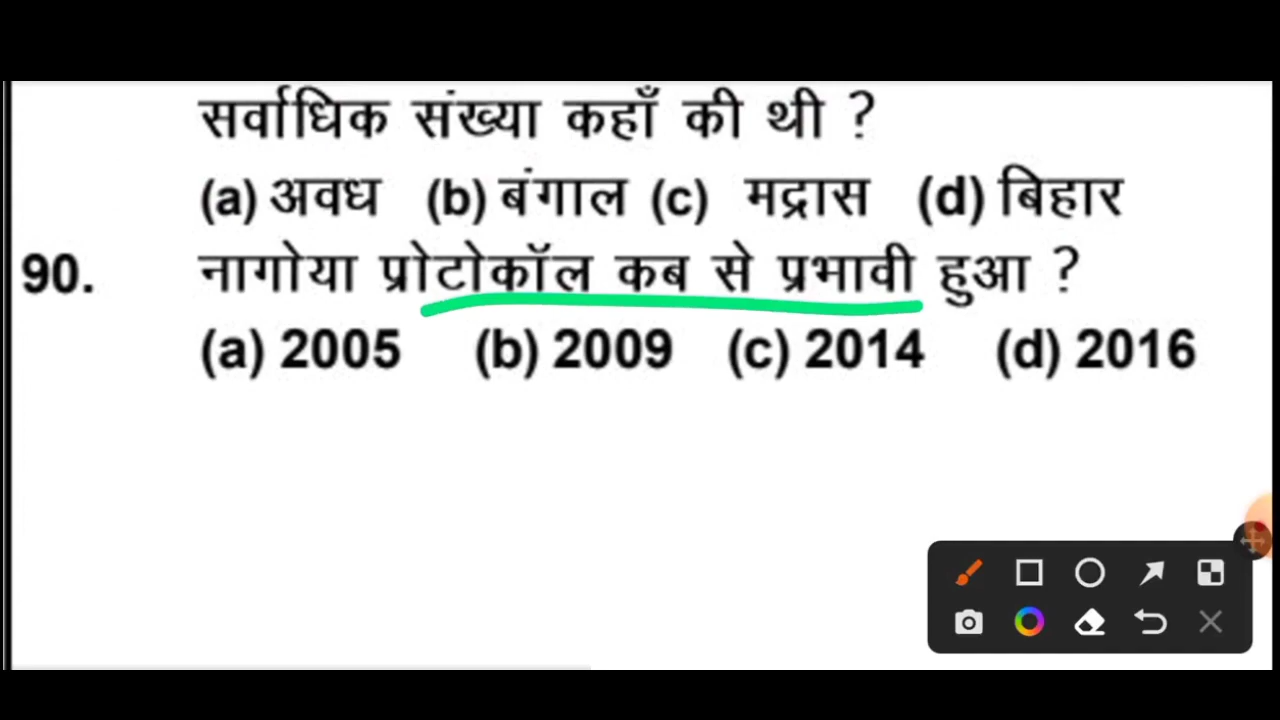 सर्वाधिक संख्या कहाँ की थी ?
(a) अवध (b) बंगाल (c) मद्रास (d) बिहार
90. नागोया प्रोटोकॉल कब से प्रभावी हुआ ?
(a) 2005 (b) 2009 (c) 2014 (d) 2016